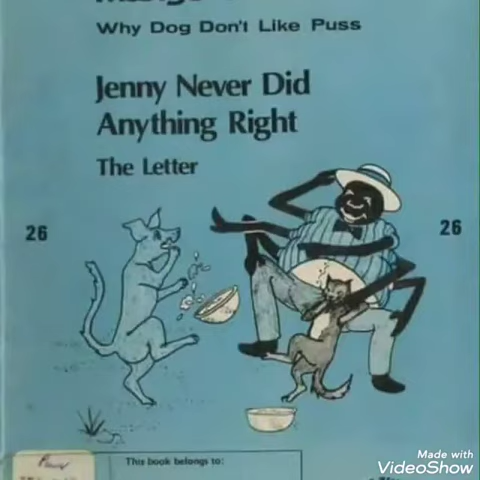 Why Dog Don't Like Puss
Jenny Never Did
Anything Right
The Letter
26
26
This book belongs to:
Made with
VideoShow